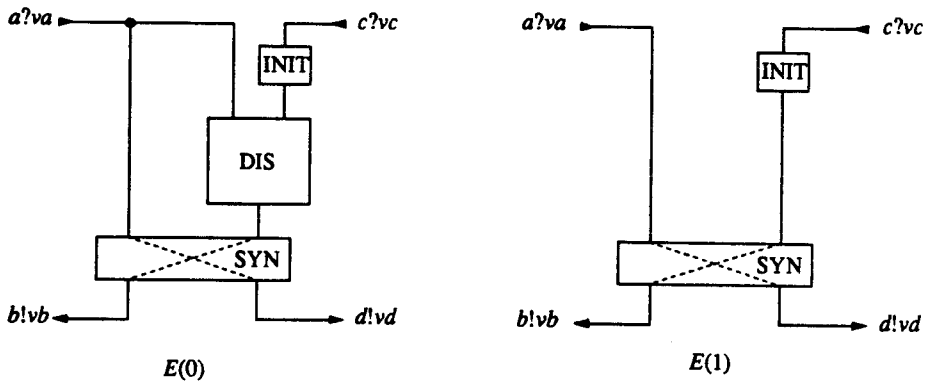 a?va
c?vc
INIT
DIS
SYN
b!vb
d!vd
E(0)
a?va
c?vc
INIT
SYN
b!vb
d!vd
E(1)